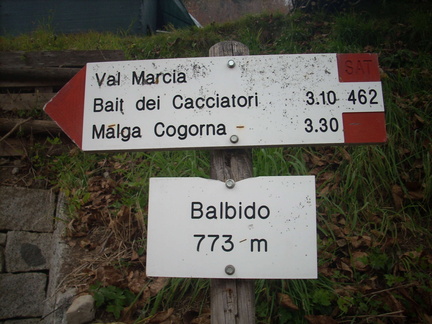 Val Marcia SAT
Bait dei Cacciatori 3.10 462
Malga Cogorna - 3.30
Balbido
773 m